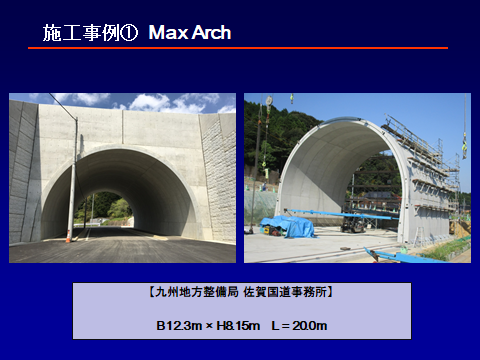 施工事例① Max Arch
【九州地方整備局 佐賀国道事務所】
B12.3m × H8.15m L = 20.0m